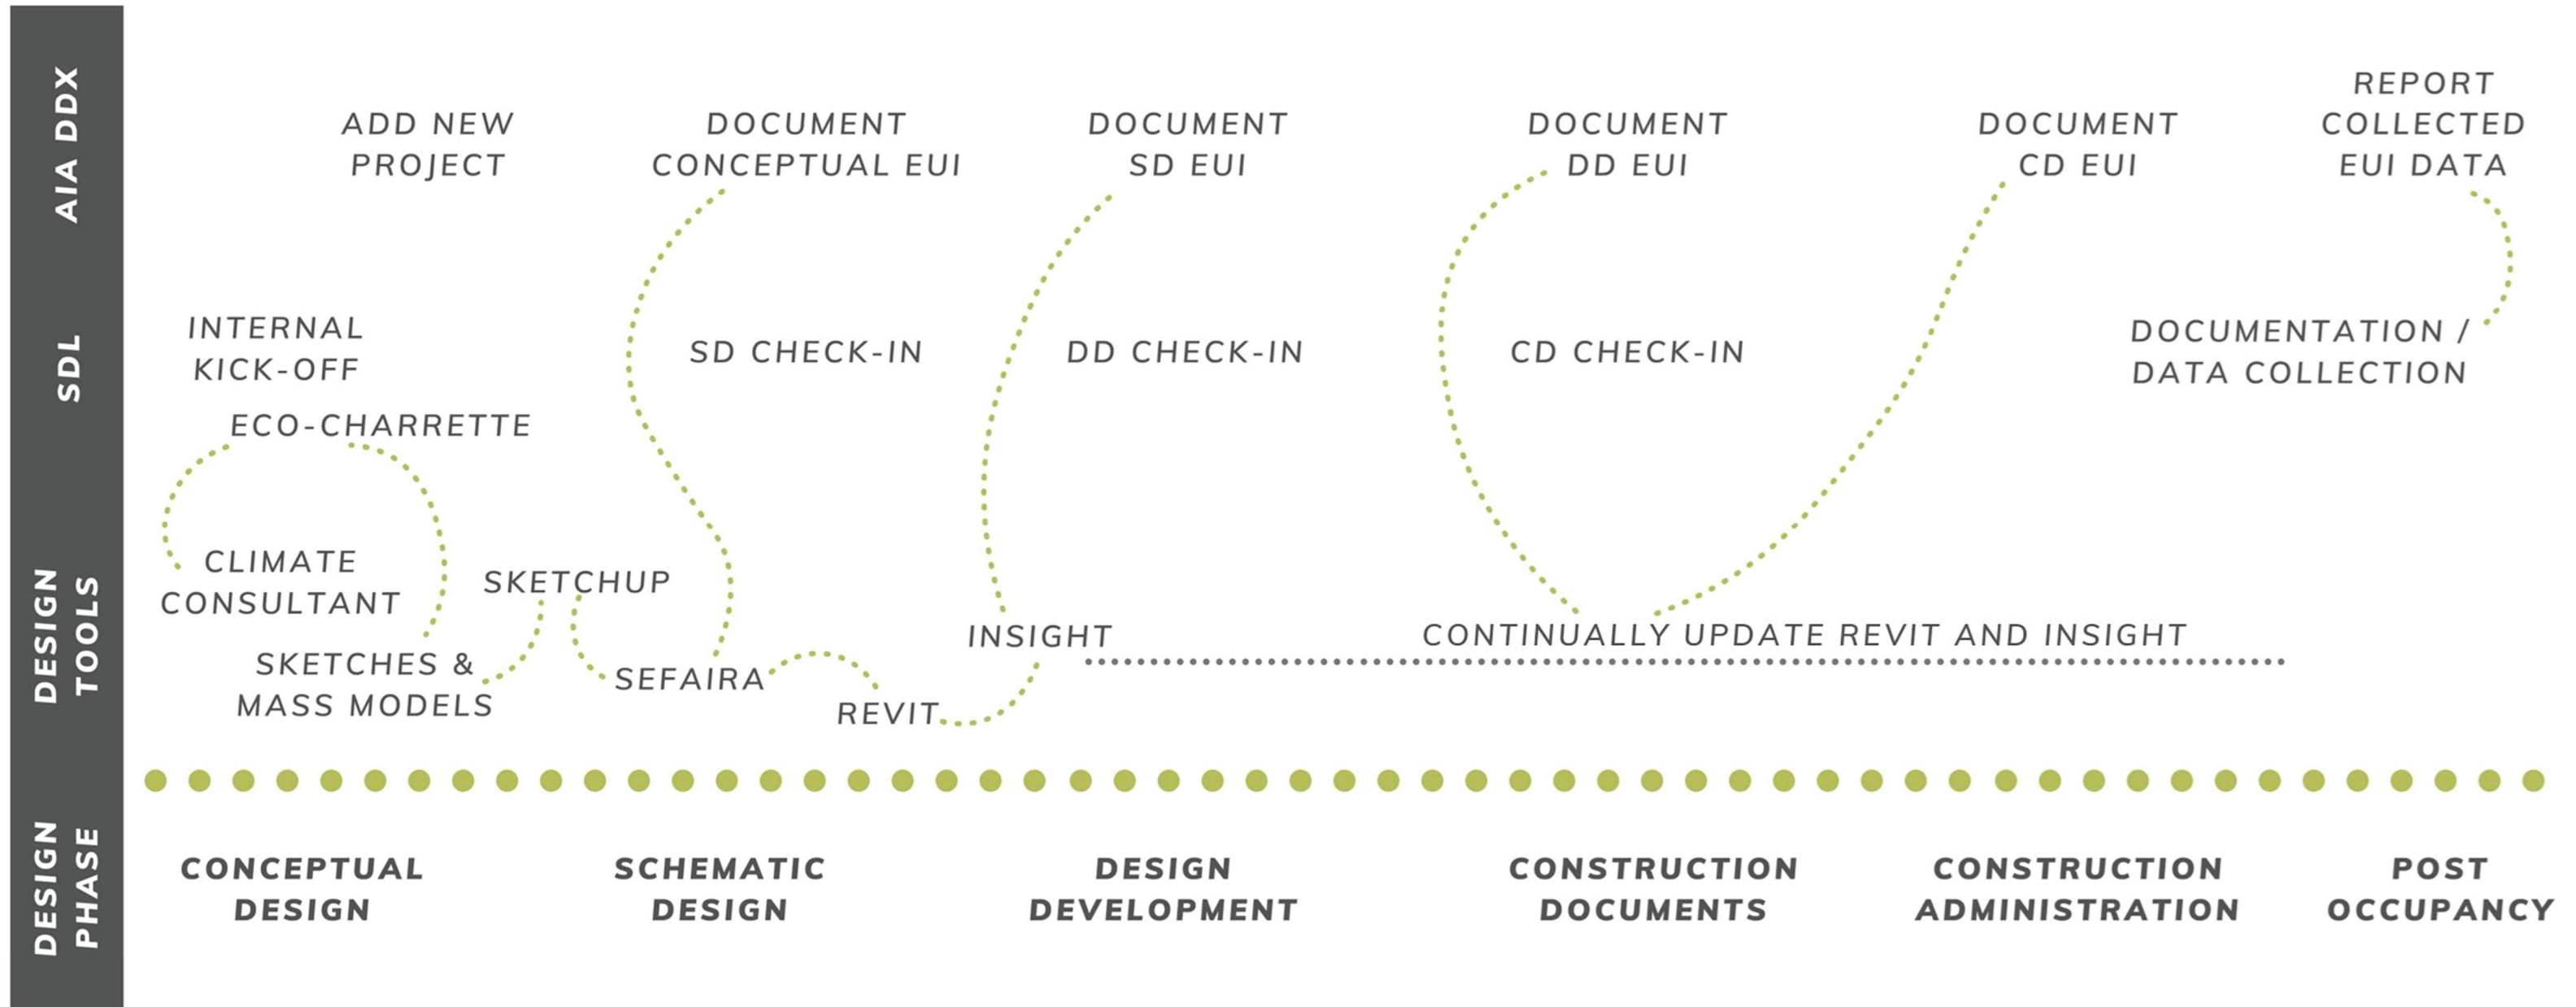 AIA DDX
ADD NEW
PROJECT
DOCUMENT
CONCEPTUAL EUI
DOCUMENT
SD EUI
DOCUMENT
DD EUI
DOCUMENT
CD EUI
REPORT
COLLECTED
EUI DATA
SDL
INTERNAL
KICK-OFF
ECO-CHARRETTE
SD CHECK-IN
DD CHECK-IN
CD CHECK-IN
DOCUMENTATION /
DATA COLLECTION
DESIGN
TOOLS
CLIMATE
CONSULTANT
SKETCHES &
MASS MODELS
SKETCHUP
SEFAIRA
REVIT
INSIGHT
CONTINUALLY UPDATE REVIT AND INSIGHT
DESIGN
PHASE
CONCEPTUAL
DESIGN
SCHEMATIC
DESIGN
DESIGN
DEVELOPMENT
CONSTRUCTION
DOCUMENTS
CONSTRUCTION
ADMINISTRATION
POST
OCCUPANCY